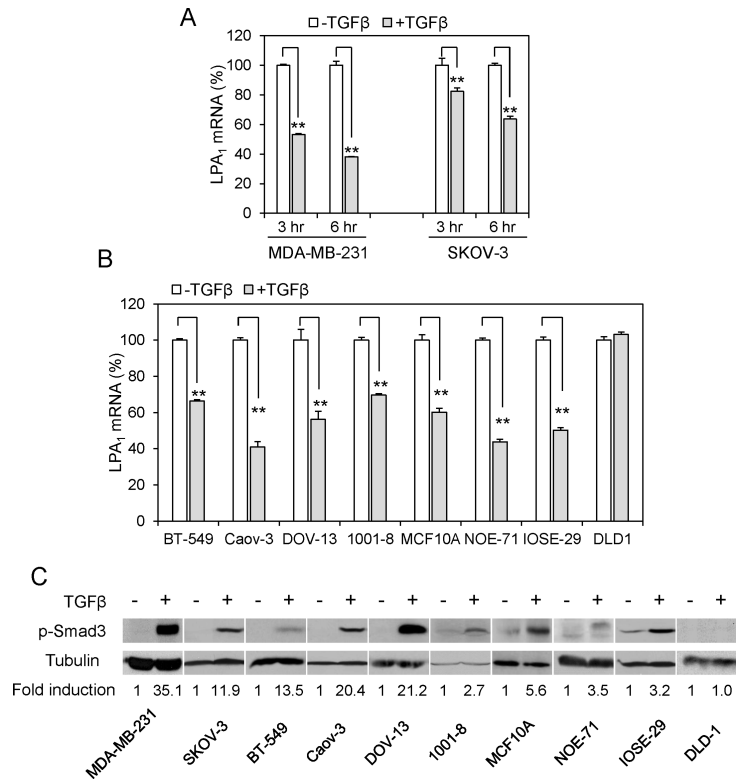 A
-TGFβ +TGFβ
LPA1 mRNA (%)
120
100
80
60
40
20
0
** ** ** **
3 hr 6 hr 3 hr 6 hr
MDA-MB-231 SKOV-3
B
-TGFβ +TGFβ
LPA1 mRNA (%)
120
100
80
60
40
20
0
** ** ** ** ** ** **
BT-549 Caov-3 DOV-13 1001-8 MCF10A NOE-71 IOSE-29 DLD1
C
TGFβ - + - + - + - + - + - + - + - + - + - +
p-Smad3
Tubulin
Fold induction 1 35.1 1 11.9 1 13.5 1 20.4 1 21.2 1 2.7 1 5.6 1 3.5 1 3.2 1 1.0
MDA-MB-231 SKOV-3 BT-549 Caov-3 DOV-13 1001-8 MCF10A NOE-71 IOSE-29 DLD-1